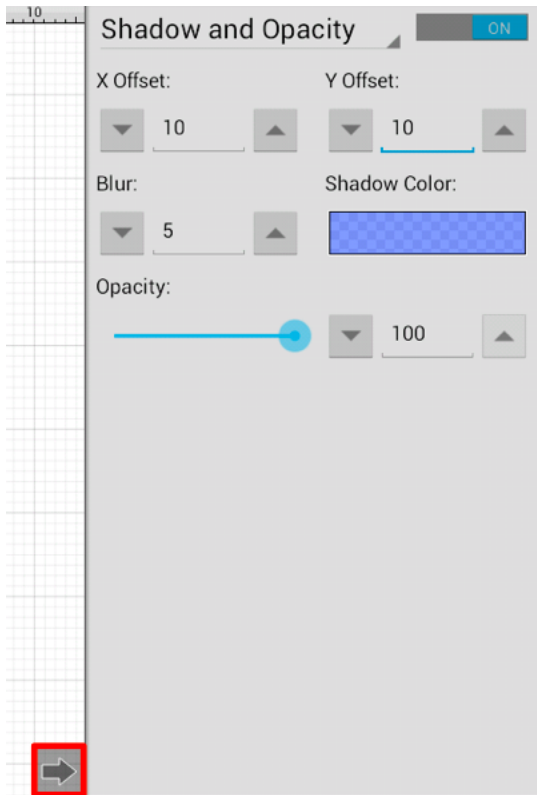 10
Shadow and Opacity
ON
X Offset: Y Offset:
10 10
Blur: Shadow Color:
5
Opacity:
100